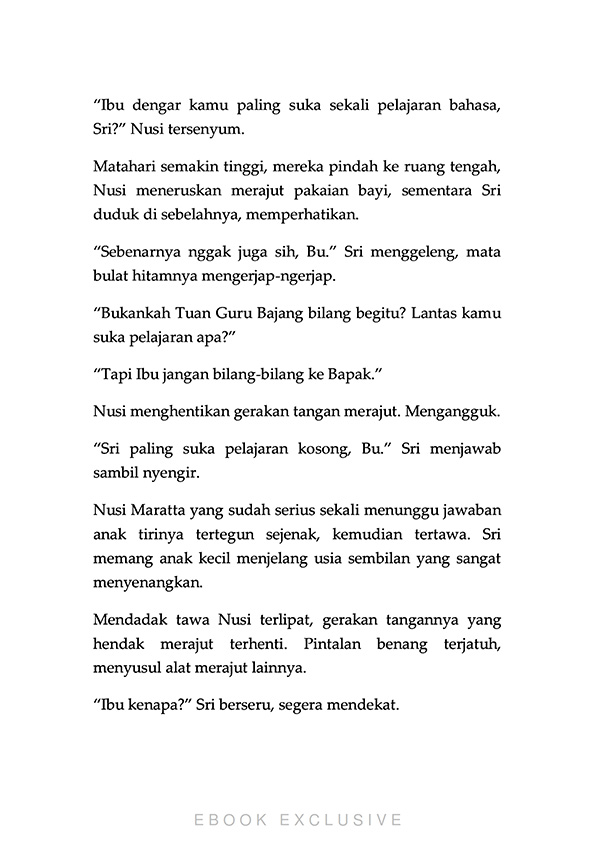 “Ibu dengar kamu paling suka sekali pelajaran bahasa,
Sri?” Nusi tersenyum.
Matahari semakin tinggi, mereka pindah ke ruang tengah,
Nusi meneruskan merajut pakaian bayi, sementara Sri
duduk di sebelahnya, memperhatikan.
“Sebenarnya nggak juga sih, Bu.” Sri menggeleng, mata
bulat hitamnya mengerjap-ngerjap.
“Bukankah Tuan Guru Bajang bilang begitu? Lantas kamu
suka pelajaran apa?”
“Tapi Ibu jangan bilang-bilang ke Bapak.”
Nusi menghentikan gerakan tangan merajut. Mengangguk.
“Sri paling suka pelajaran kosong, Bu.” Sri menjawab
sambil nyengir.
Nusi Maratta yang sudah serius sekali menunggu jawaban
anak tirinya tertegun sejenak, kemudian tertawa. Sri
memang anak kecil menjelang usia sembilan yang sangat
menyenangkan.
Mendadak tawa Nusi terlipat, gerakan tangannya yang
hendak merajut terhenti. Pintalan benang terjatuh,
menyusul alat merajut lainnya.
“Ibu kenapa?” Sri berseru, segera mendekat.
EBOOK EXCLUSIVE